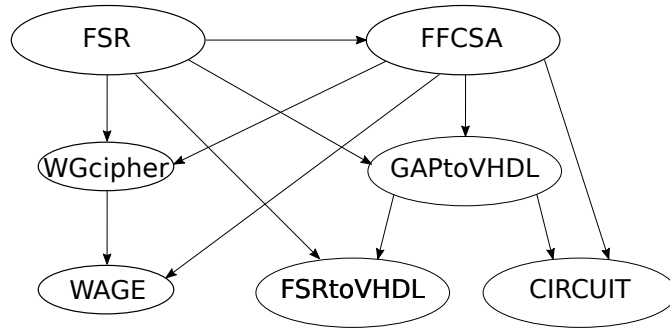 FSR
FFCSA
WGcipher
GAPtoVHDL
WAGE
FSRtoVHDL
CIRCUIT